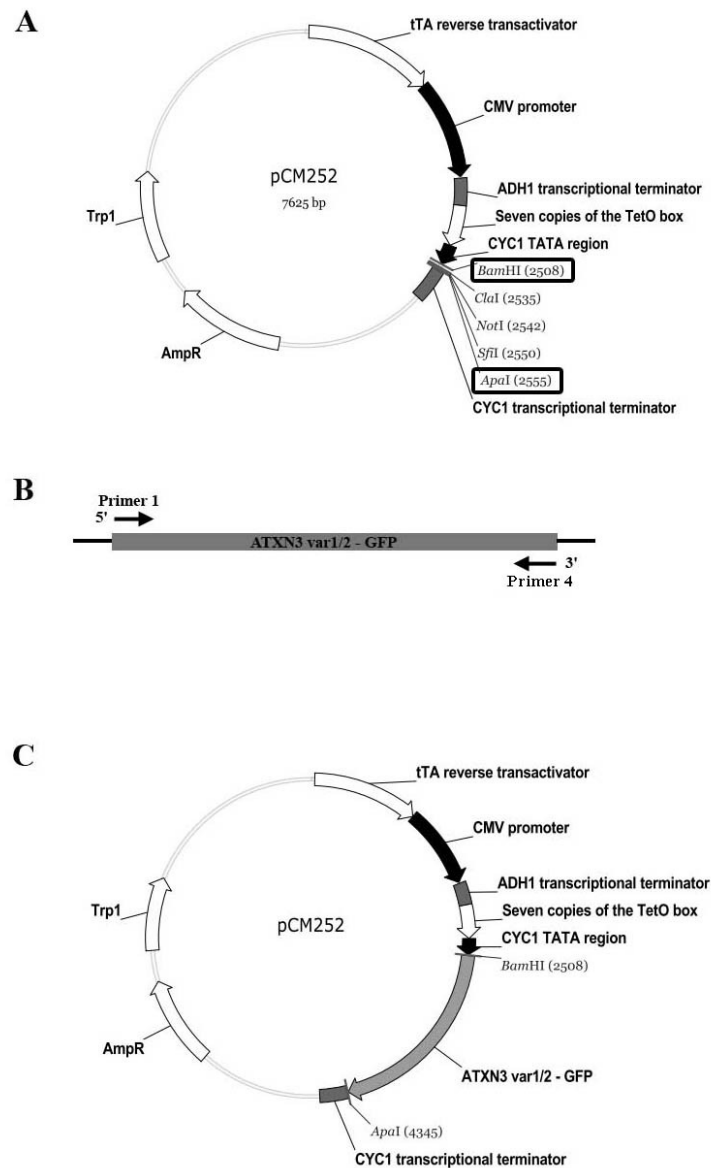 A
tTA reverse transactivator
CMV promoter
pCM252
7625 bp
ADH1 transcriptional terminator
Seven copies of the TetO box
Trp1
CYC1 TATA region
BamHI (2508)
ClaI (2535)
NotI (2542)
SfiI (2550)
AmpR
ApaI (2555)
CYC1 transcriptional terminator
B
Primer 1
5'
ATXN3 var1/2 - GFP
3'
Primer 4
C
tTA reverse transactivator
CMV promoter
ADH1 transcriptional terminator
Trp1
pCM252
Seven copies of the TetO box
CYC1 TATA region
BamHI (2508)
AmpR
ATXN3 var1/2 - GFP
ApaI (4345)
CYC1 transcriptional terminator